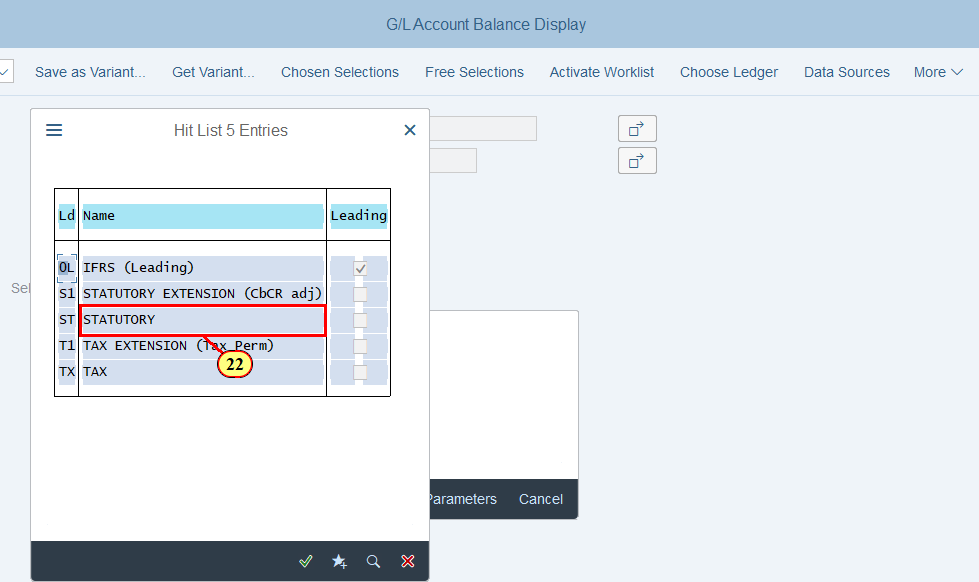 G/L Account Balance Display
Save as Variant... Get Variant... Chosen Selections Free Selections Activate Worklist Choose Ledger Data Sources More
Hit List 5 Entries
Ld Name Leading
0L IFRS (Leading)
S1 STATUTORY EXTENSION (CbCR adj)
ST STATUTORY
T1 TAX EXTENSION (Tax Perm)
22
TX TAX
Sel
Parameters Cancel